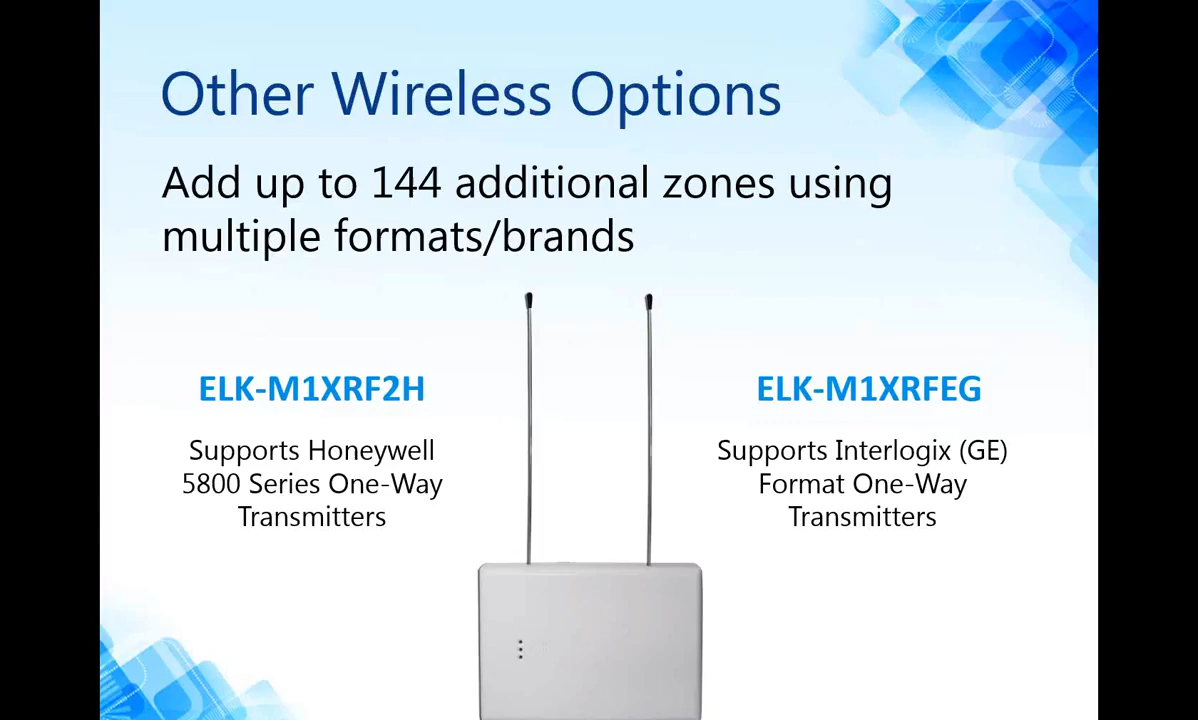 Other Wireless Options
Add up to 144 additional zones using
multiple formats/brands
ELK-M1XRF2H
Supports Honeywell
5800 Series One-Way
Transmitters
ELK-M1XRFEG
Supports Interlogix (GE)
Format One-Way
Transmitters